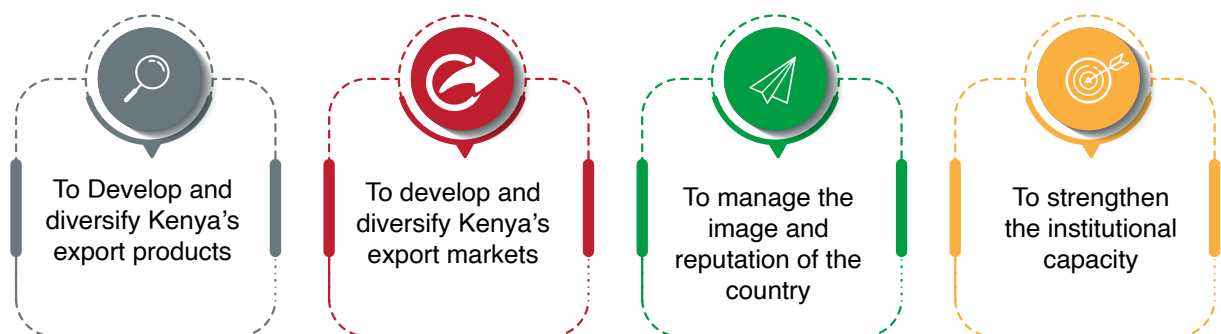 To Develop and
diversify Kenya’s
export products
To develop and
diversify Kenya’s
export markets
To manage the
image and
reputation of the
country
To strengthen
the institutional
capacity